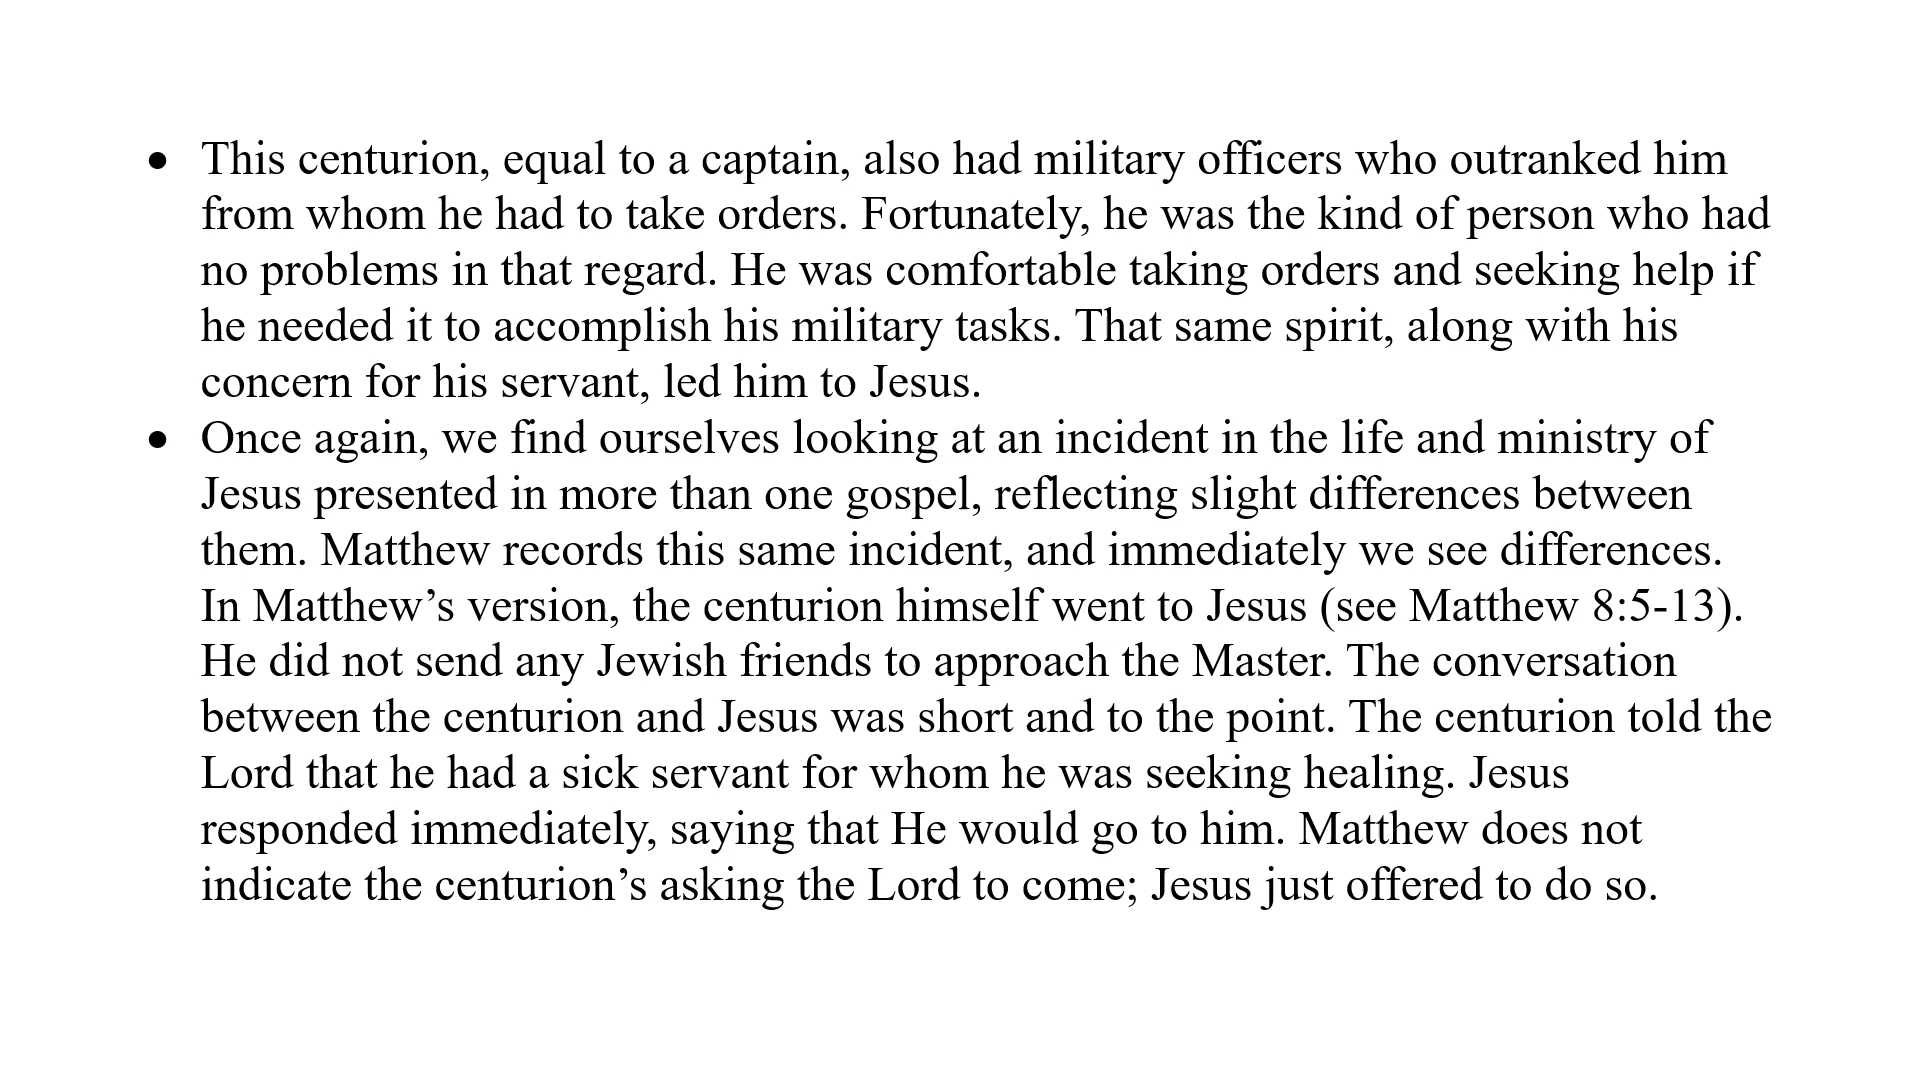 • This centurion, equal to a captain, also had military officers who outranked him
from whom he had to take orders. Fortunately, he was the kind of person who had
no problems in that regard. He was comfortable taking orders and seeking help if
he needed it to accomplish his military tasks. That same spirit, along with his
concern for his servant, led him to Jesus.
• Once again, we find ourselves looking at an incident in the life and ministry of
Jesus presented in more than one gospel, reflecting slight differences between
them. Matthew records this same incident, and immediately we see differences.
In Matthew’s version, the centurion himself went to Jesus (see Matthew 8:5-13).
He did not send any Jewish friends to approach the Master. The conversation
between the centurion and Jesus was short and to the point. The centurion told the
Lord that he had a sick servant for whom he was seeking healing. Jesus
responded immediately, saying that He would go to him. Matthew does not
indicate the centurion’s asking the Lord to come; Jesus just offered to do so.